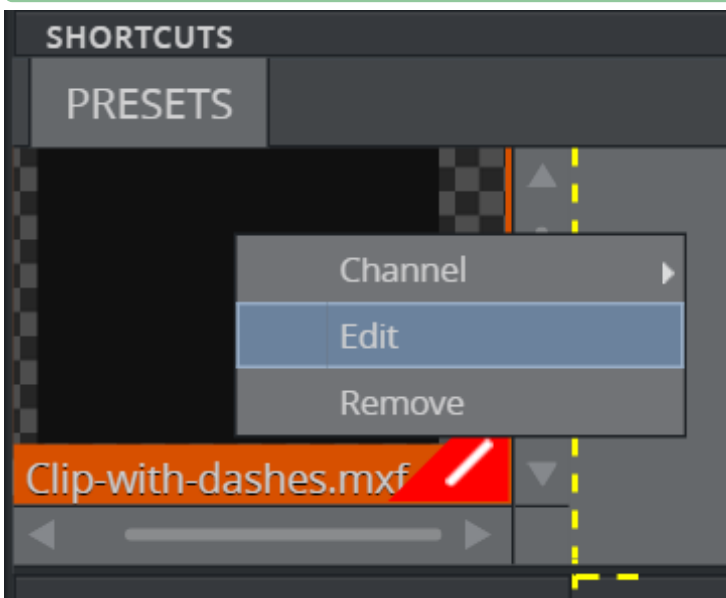 SHORTCUTS
PRESETS
Channel
Edit
Remove
Clip-with-dashes.mxf